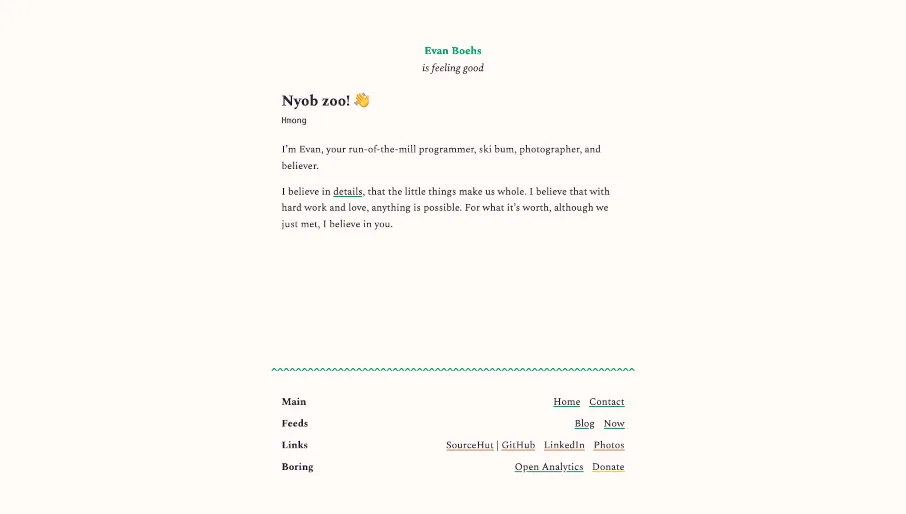 Evan Boehs
is feeling good
Nyob zoo! 👋
Hmong
I'm Evan, your run-of-the-mill programmer, ski bum, photographer, and
believer.
I believe in details, that the little things make us whole. I believe that with
hard work and love, anything is possible. For what it's worth, although we
just met, I believe in you.
Main Home Contact
Feeds Blog Now
Links SourceHut | GitHub LinkedIn Photos
Boring Open Analytics Donate